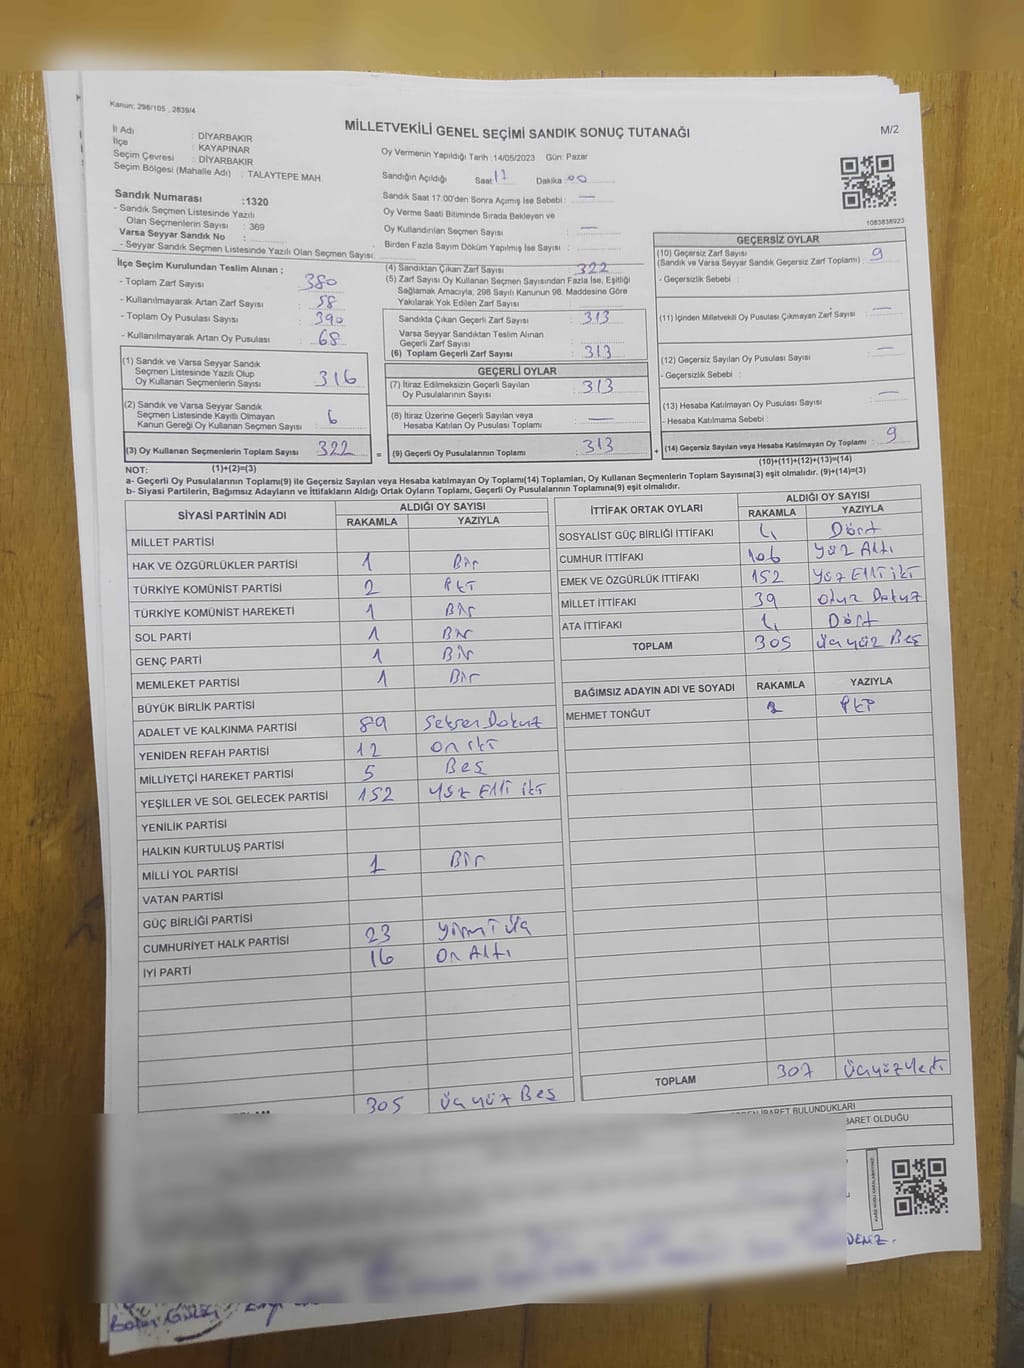 Kanun; 298/105 , 2839/4
MİLLETVEKİLİ GENEL SEÇİMİ SANDIK SONUÇ TUTANAĞI
M/2
İl Adı : DİYARBAKIR
İlçe : KAYAPINAR
Seçim Çevresi : DİYARBAKIR
Seçim Bölgesi (Mahalle Adı) : TALAYTEPE MAH
Sandık Numarası :1320
- Sandık Seçmen Listesinde Yazılı
Olan Seçmenlerin Sayısı : 369
Varsa Seyyar Sandık No :
- Seyyar Sandık Seçmen Listesinde Yazılı Olan Seçmen Sayısı:
Oy Vermenin Yapıldığı Tarih :14/05/2023 Gün: Pazar
Sandığın Açıldığı Saat 17 Dakika :00
Sandık Saat 17:00'den Sonra Açımış İse Sebebi : —
Oy Verme Saati Bitiminde Sırada Bekleyen ve
Oy Kullandırılan Seçmen Sayısı : —
Birden Fazla Sayım Döküm Yapılmış İse Sayısı :
1083838923
İlçe Seçim Kurulundan Teslim Alınan ;
- Toplam Zarf Sayısı : 380
- Kullanılmayarak Artan Zarf Sayısı : 58
- Toplam Oy Pusulası Sayısı : 390
- Kullanılmayarak Artan Oy Pusulası : 68
(1) Sandık ve Varsa Seyyar Sandık
Seçmen Listesinde Yazılı Olup
Oy Kullanan Seçmenlerin Sayısı : 316
(2) Sandık ve Varsa Seyyar Sandık
Seçmen Listesinde Kayıtlı Olmayan
Kanun Gereği Oy Kullanan Seçmen Sayısı : 6
(3) Oy Kullanan Seçmenlerin Toplam Sayısı : 322
(4) Sandıktan Çıkan Zarf Sayısı : 322
(5) Zarf Sayısı Oy Kullanan Seçmen Sayısından Fazla İse, Eşitliği
Sağlamak Amacıyla; 298 Sayılı Kanunun 98. Maddesine Göre
Yakılarak Yok Edilen Zarf Sayısı :
Sandıkla Çıkan Geçerli Zarf Sayısı : 313
Varsa Seyyar Sandıktan Teslim Alınan
Geçerli Zarf Sayısı :
(6) Toplam Geçerli Zarf Sayısı : 313
GEÇERLİ OYLAR
(7) İtiraz Edilmeksizin Geçerli Sayılan
Oy Pusulalarının Sayısı : 313
(8) İtiraz Üzerine Geçerli Sayılan veya
Hesaba Katılan Oy Pusulası Toplamı : —
= (9) Geçerli Oy Pusulalarının Toplamı : 313
GEÇERSİZ OYLAR
(10) Geçersiz Zarf Sayısı
(Sandık ve Varsa Seyyar Sandık Geçersiz Zarf Toplamı) : 9
- Geçersizlik Sebebi :
(11) İçinden Milletvekili Oy Pusulası Çıkmayan Zarf Sayısı : —
(12) Geçersiz Sayılan Oy Pusulası Sayısı : —
- Geçersizlik Sebebi :
(13) Hesaba Katılmayan Oy Pusulası Sayısı : —
- Hesaba Katılmama Sebebi :
+ (14) Geçersiz Sayılan veya Hesaba Katılmayan Oy Toplamı : 9
NOT: (1)+(2)=(3)
(10)+(11)+(12)+(13)=(14)
a- Geçerli Oy Pusulalarının Toplamı(9) ile Geçersiz Sayılan veya Hesaba katılmayan Oy Toplamı(14) Toplamları, Oy Kullanan Seçmenlerin Toplam Sayısına(3) eşit olmalıdır. (9)+(14)=(3)
b- Siyasi Partilerin, Bağımsız Adayların ve İttifakların Aldığı Ortak Oyların Toplamı, Geçerli Oy Pusulalarının Toplamına(9) eşit olmalıdır.
SİYASİ PARTİNİN ADI ALDIĞI OY SAYISI
RAKAMLA YAZIYLA
MİLLET PARTİSİ
HAK VE ÖZGÜRLÜKLER PARTİSİ 1 Bir
TÜRKİYE KOMÜNİST PARTİSİ 2 İki
TÜRKİYE KOMÜNİST HAREKETİ 1 Bir
SOL PARTİ 1 Bir
GENÇ PARTİ 1 Bir
MEMLEKET PARTİSİ 1 Bir
BÜYÜK BİRLİK PARTİSİ
ADALET VE KALKINMA PARTİSİ 89 Seksen Dokuz
YENİDEN REFAH PARTİSİ 12 On iki
MİLLİYETÇİ HAREKET PARTİSİ 5 Beş
YEŞİLLER VE SOL GELECEK PARTİSİ 152 Yüz Elli iki
YENİLİK PARTİSİ
HALKIN KURTULUŞ PARTİSİ
MİLLİ YOL PARTİSİ 1 Bir
VATAN PARTİSİ
GÜÇ BİRLİĞİ PARTİSİ
CUMHURİYET HALK PARTİSİ 23 Yirmi Üç
İYİ PARTİ 16 On Altı
305 Üç yüz Beş
İTTİFAK ORTAK OYLARI ALDIĞI OY SAYISI
RAKAMLA YAZIYLA
SOSYALİST GÜÇ BİRLİĞİ İTTİFAKI 4 Dört
CUMHUR İTTİFAKI 106 Yüz Altı
EMEK VE ÖZGÜRLÜK İTTİFAKI 152 Yüz Elli iki
MİLLET İTTİFAKI 39 Otuz Dokuz
ATA İTTİFAKI 4 Dört
TOPLAM 305 Üç yüz Beş
BAĞIMSIZ ADAYIN ADI VE SOYADI RAKAMLA YAZIYLA
MEHMET TONĞUT 2 İki
TOPLAM 307 Üç yüz Yedi
İBARET BULUNDUKLARI
BARET OLDUĞU
DENİZ.